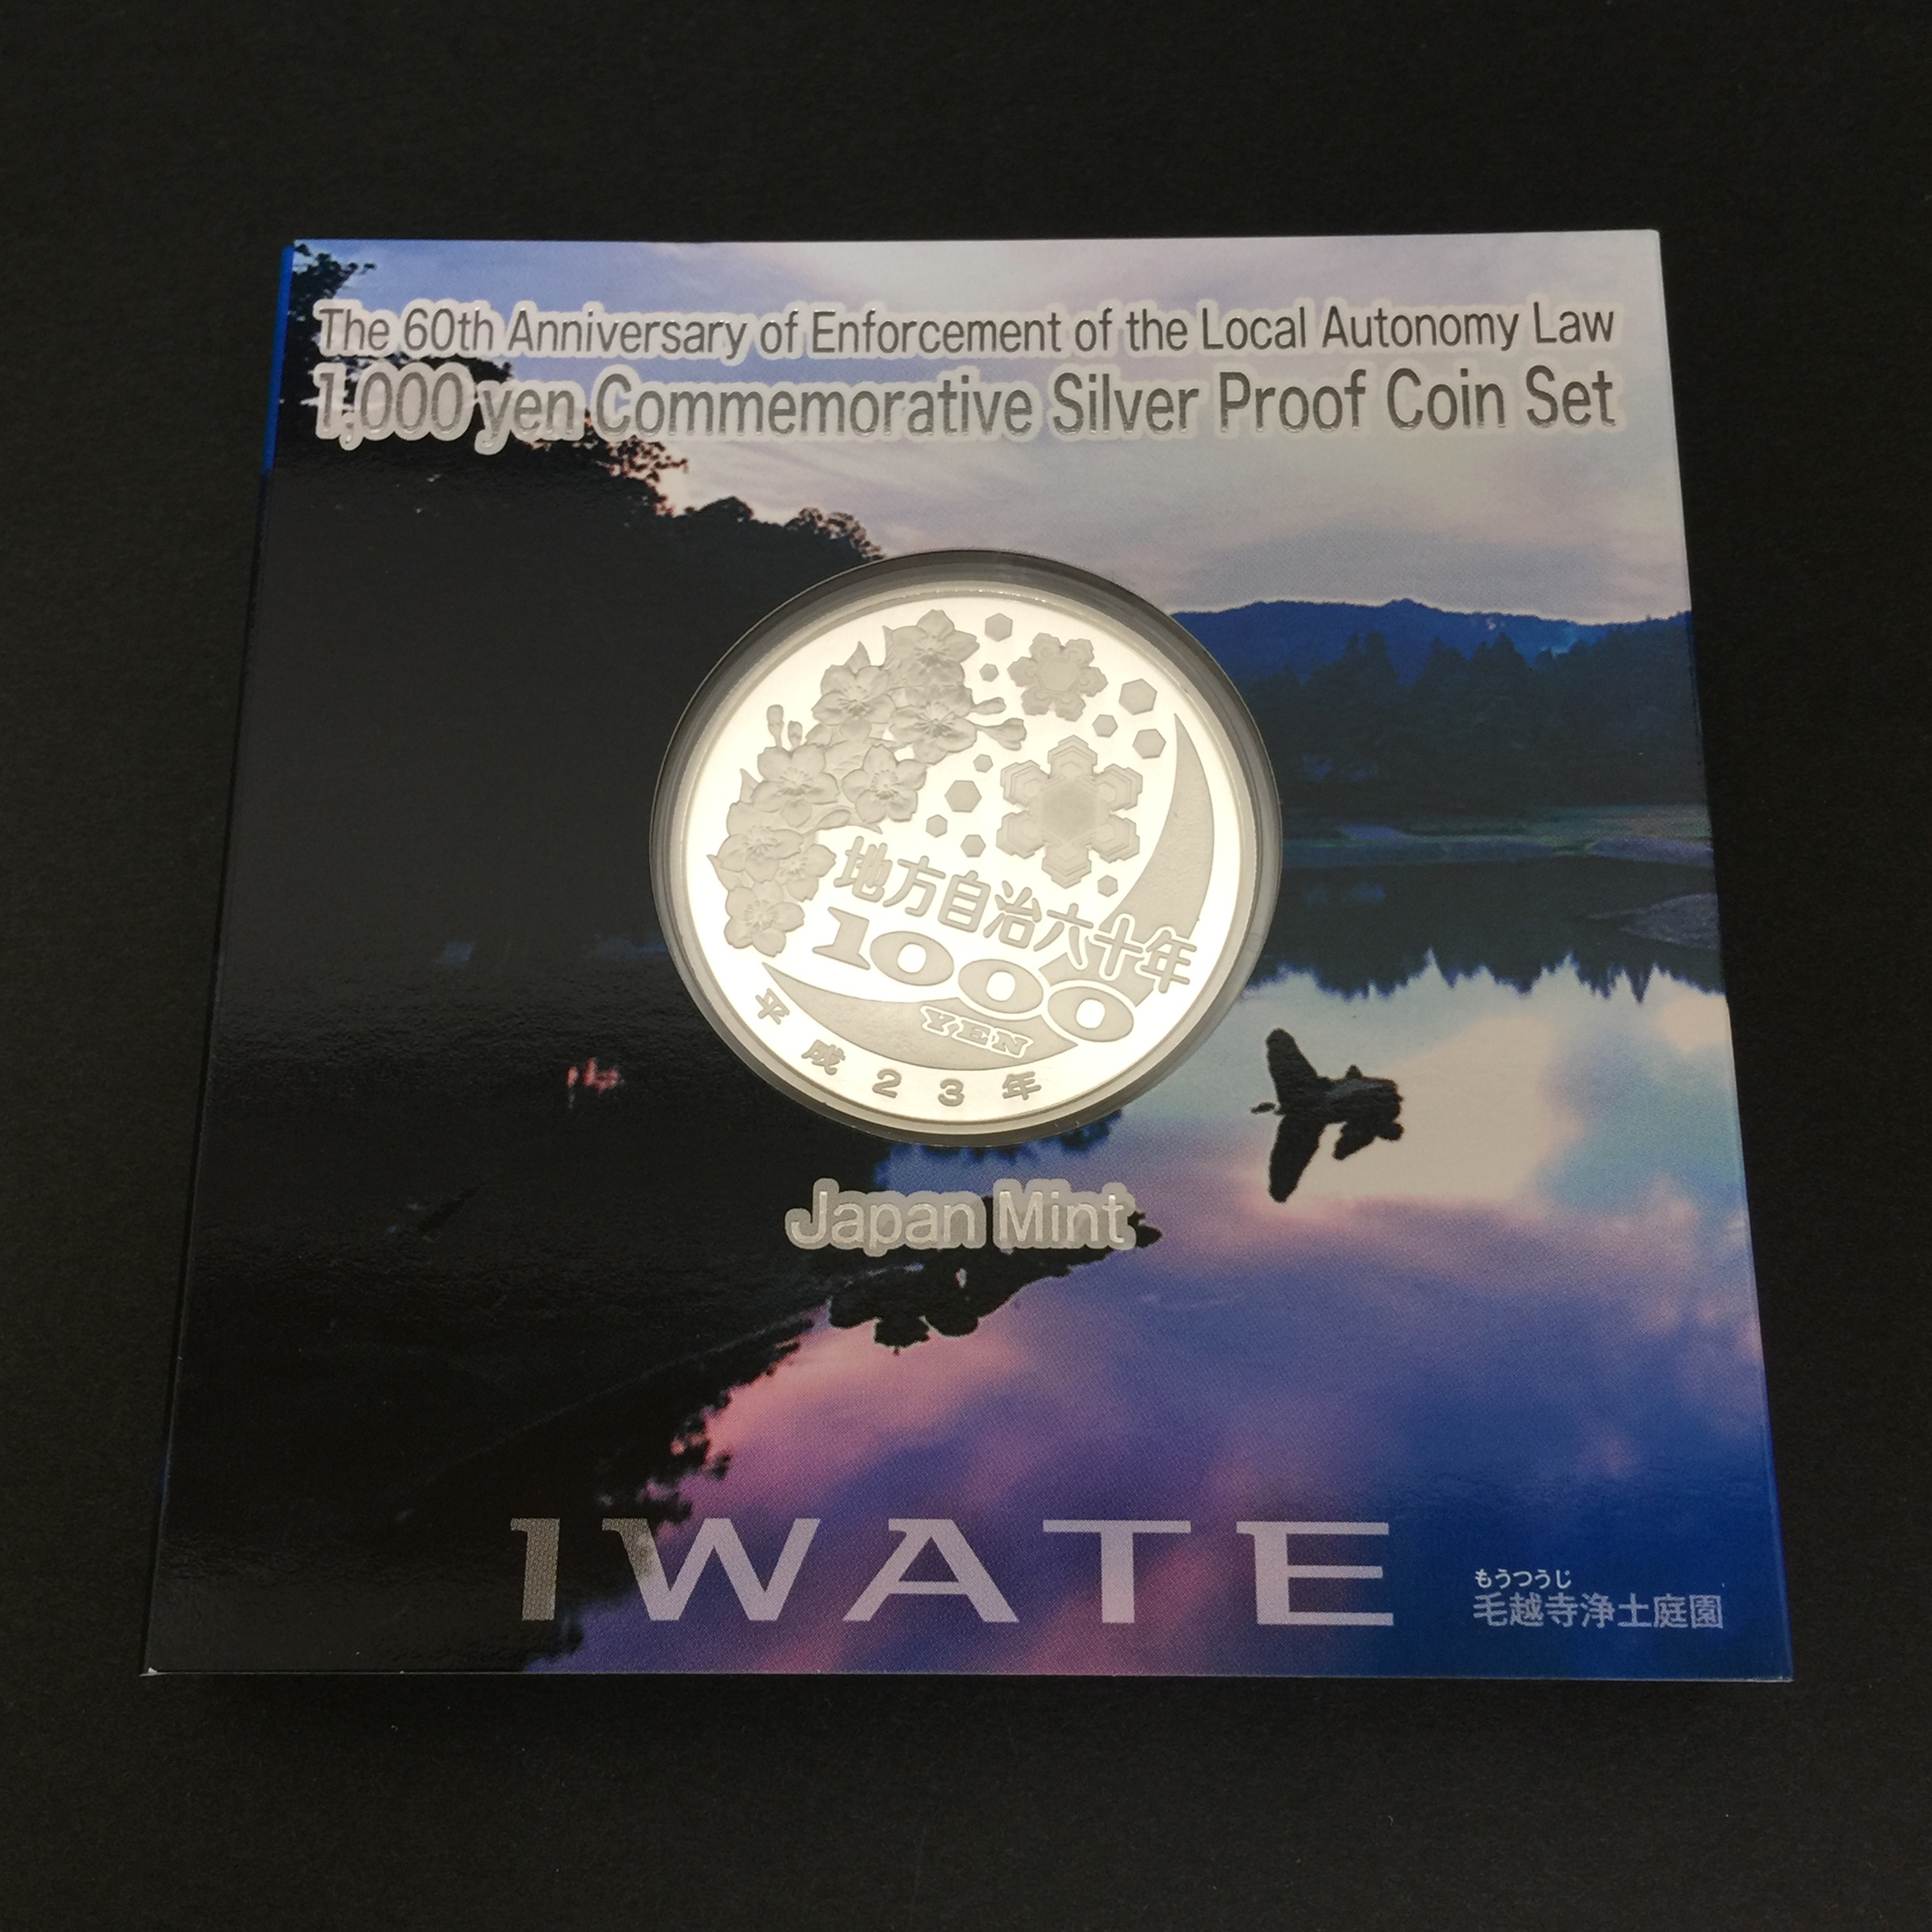 The 60th Anniversary of Enforcement of the Local Autonomy Law
1,000 yen Commemorative Silver Proof Coin Set
地方自治六十年
1000
YEN
平成23年
Japan Mint
IWATE
もうつうじ
毛越寺浄土庭園